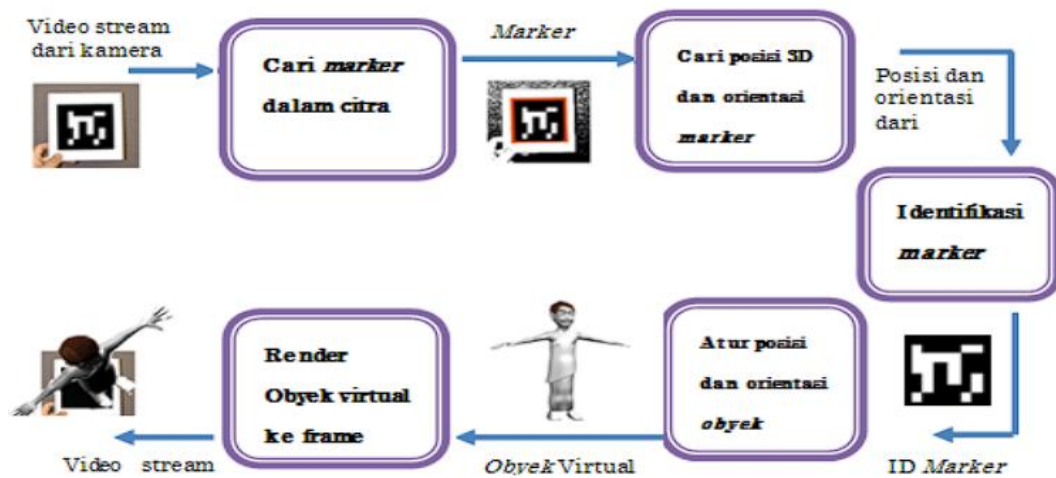 Video stream
dari kamera
Cari marker
dalam citra
Marker
Cari posisi 3D
dan orientasi
marker
Posisi dan
orientasi
dari
Identifikasi
marker
ID Marker
Atur posisi
dan orientasi
obyek
Obyek Virtual
Render
Obyek virtual
ke frame
Video stream